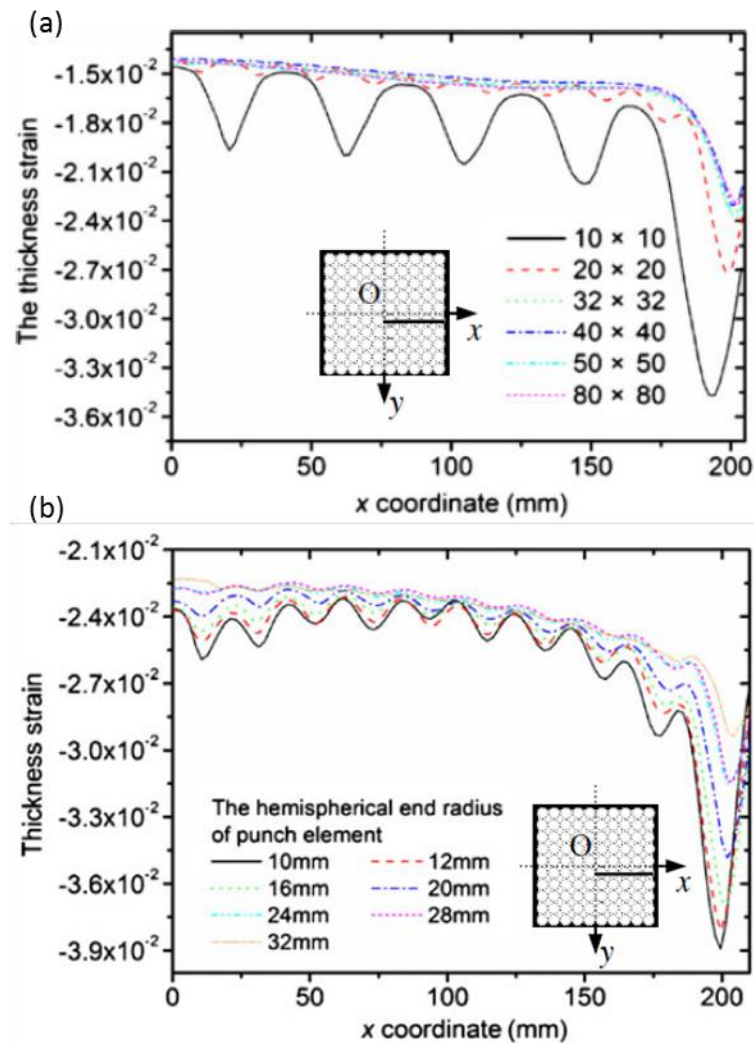 (a)
-1.5x10⁻²
-1.8x10⁻²
-2.1x10⁻²
-2.4x10⁻²
-2.7x10⁻²
-3.0x10⁻²
-3.3x10⁻²
-3.6x10⁻²
The thickness strain
O
x
y
10 × 10
20 × 20
32 × 32
40 × 40
50 × 50
80 × 80
0 50 100 150 200
x coordinate (mm)
(b)
-2.1x10⁻²
-2.4x10⁻²
-2.7x10⁻²
-3.0x10⁻²
-3.3x10⁻²
-3.6x10⁻²
-3.9x10⁻²
Thickness strain
The hemispherical end radius
of punch element
10mm 12mm
16mm 20mm
24mm 28mm
32mm
O
x
y
0 50 100 150 200
x coordinate (mm)